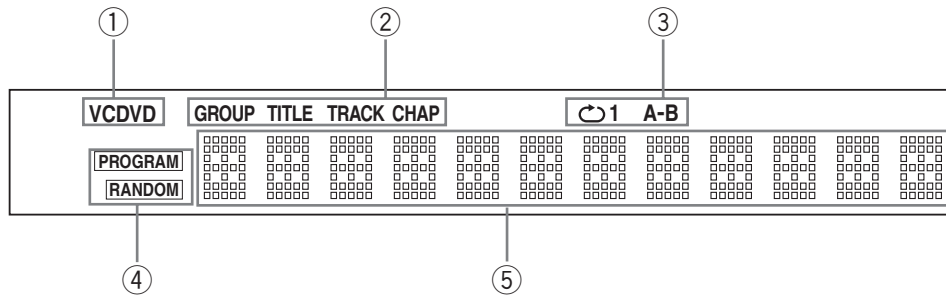 ① ② ③
VCDVD GROUP TITLE TRACK CHAP 1 A-B
PROGRAM
RANDOM
④ ⑤